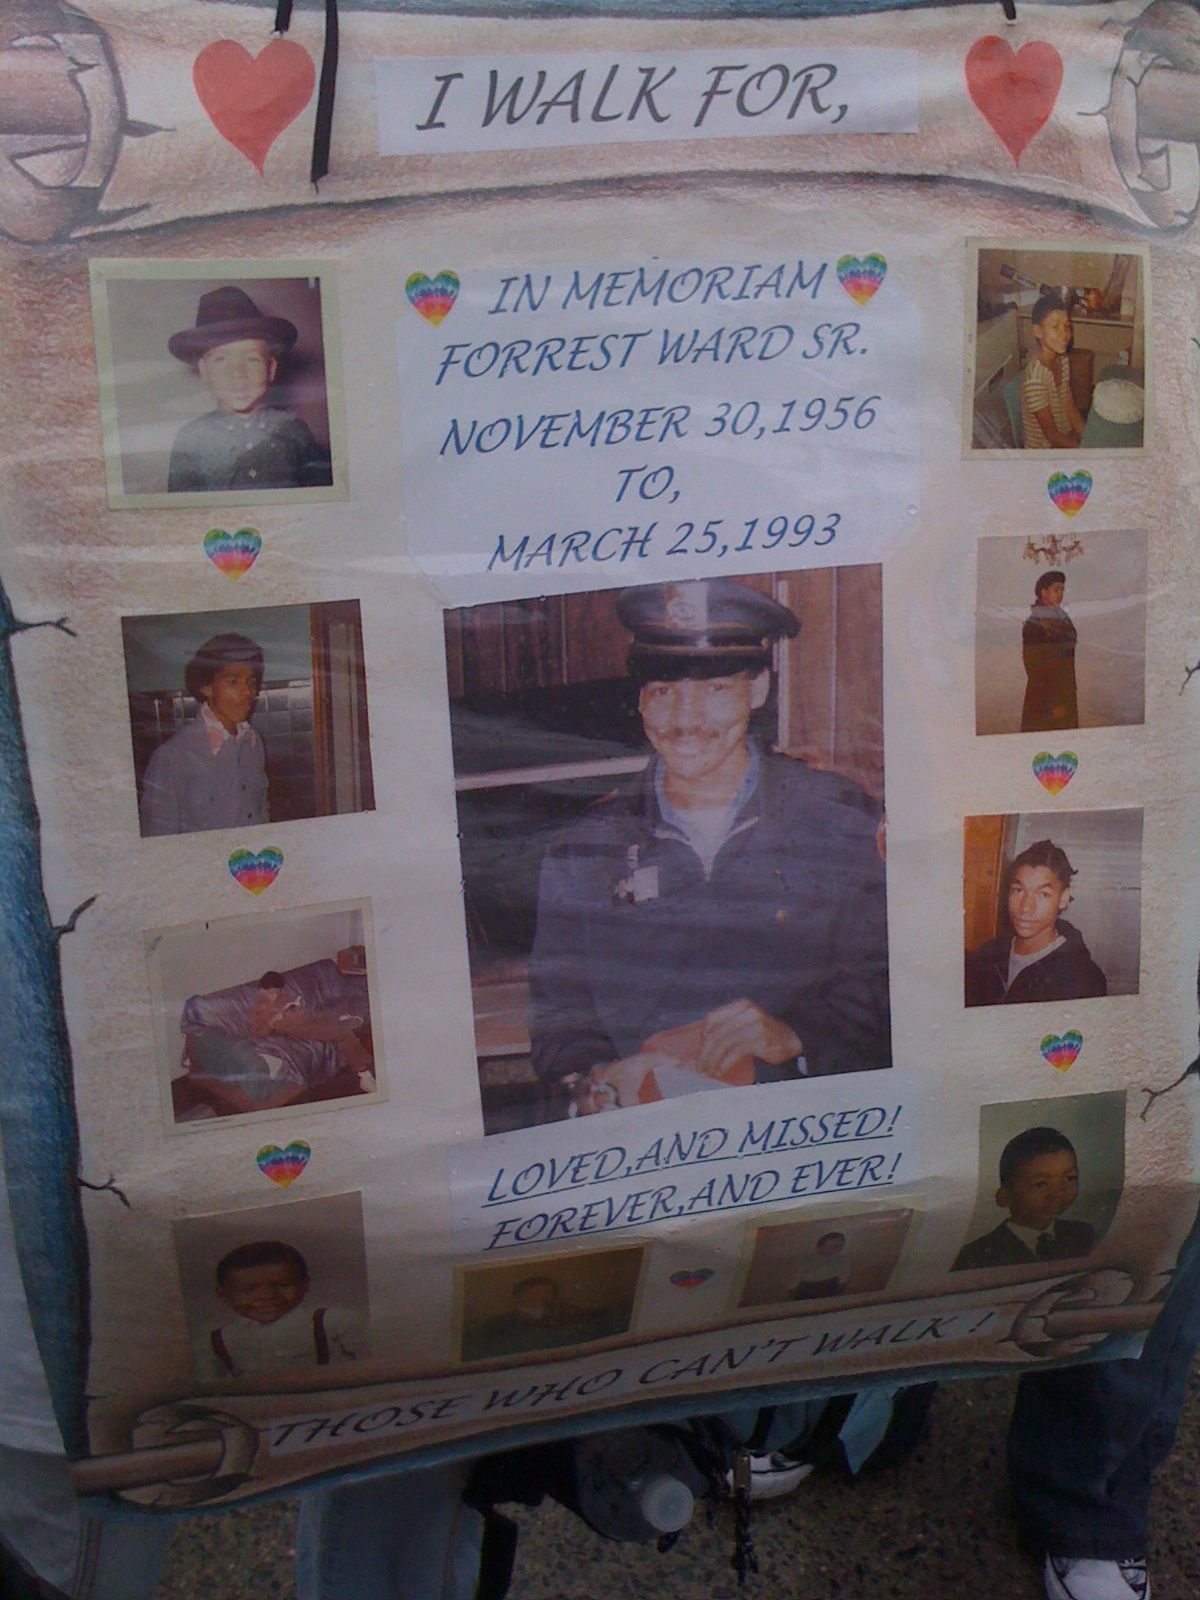 I WALK FOR,
IN MEMORIAM
FORREST WARD SR.
NOVEMBER 30,1956
TO,
MARCH 25,1993
LOVED,AND MISSED!
FOREVER,AND EVER!
THOSE WHO CAN'T WALK !